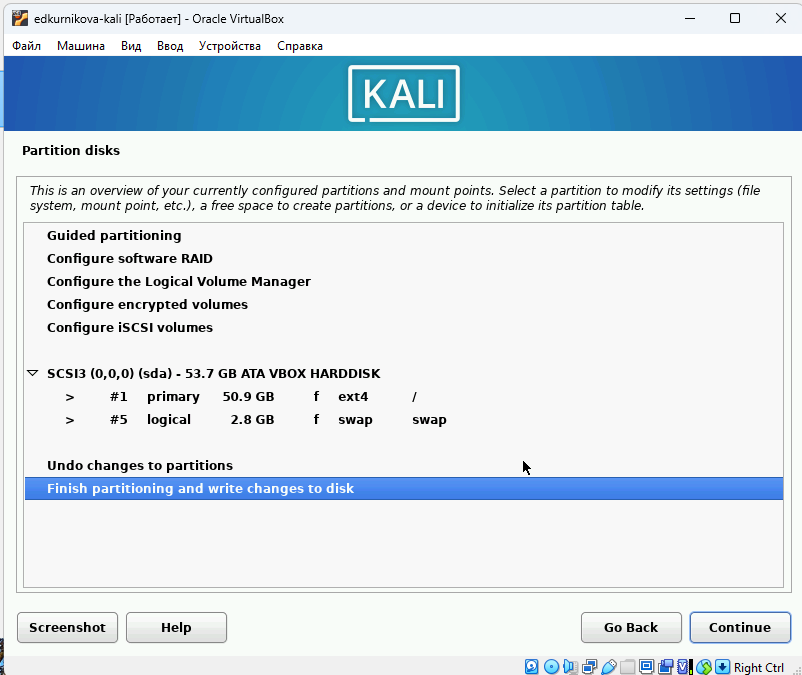 edkurnikova-kali [Работает] - Oracle VirtualBox
Файл Машина Вид Ввод Устройства Справка
KALI
Partition disks
This is an overview of your currently configured partitions and mount points. Select a partition to modify its settings (file
system, mount point, etc.), a free space to create partitions, or a device to initialize its partition table.
Guided partitioning
Configure software RAID
Configure the Logical Volume Manager
Configure encrypted volumes
Configure iSCSI volumes
SCSI3 (0,0,0) (sda) - 53.7 GB ATA VBOX HARDDISK
> #1 primary 50.9 GB f ext4 /
> #5 logical 2.8 GB f swap swap
Undo changes to partitions
Finish partitioning and write changes to disk
Screenshot Help Go Back Continue
Right Ctrl